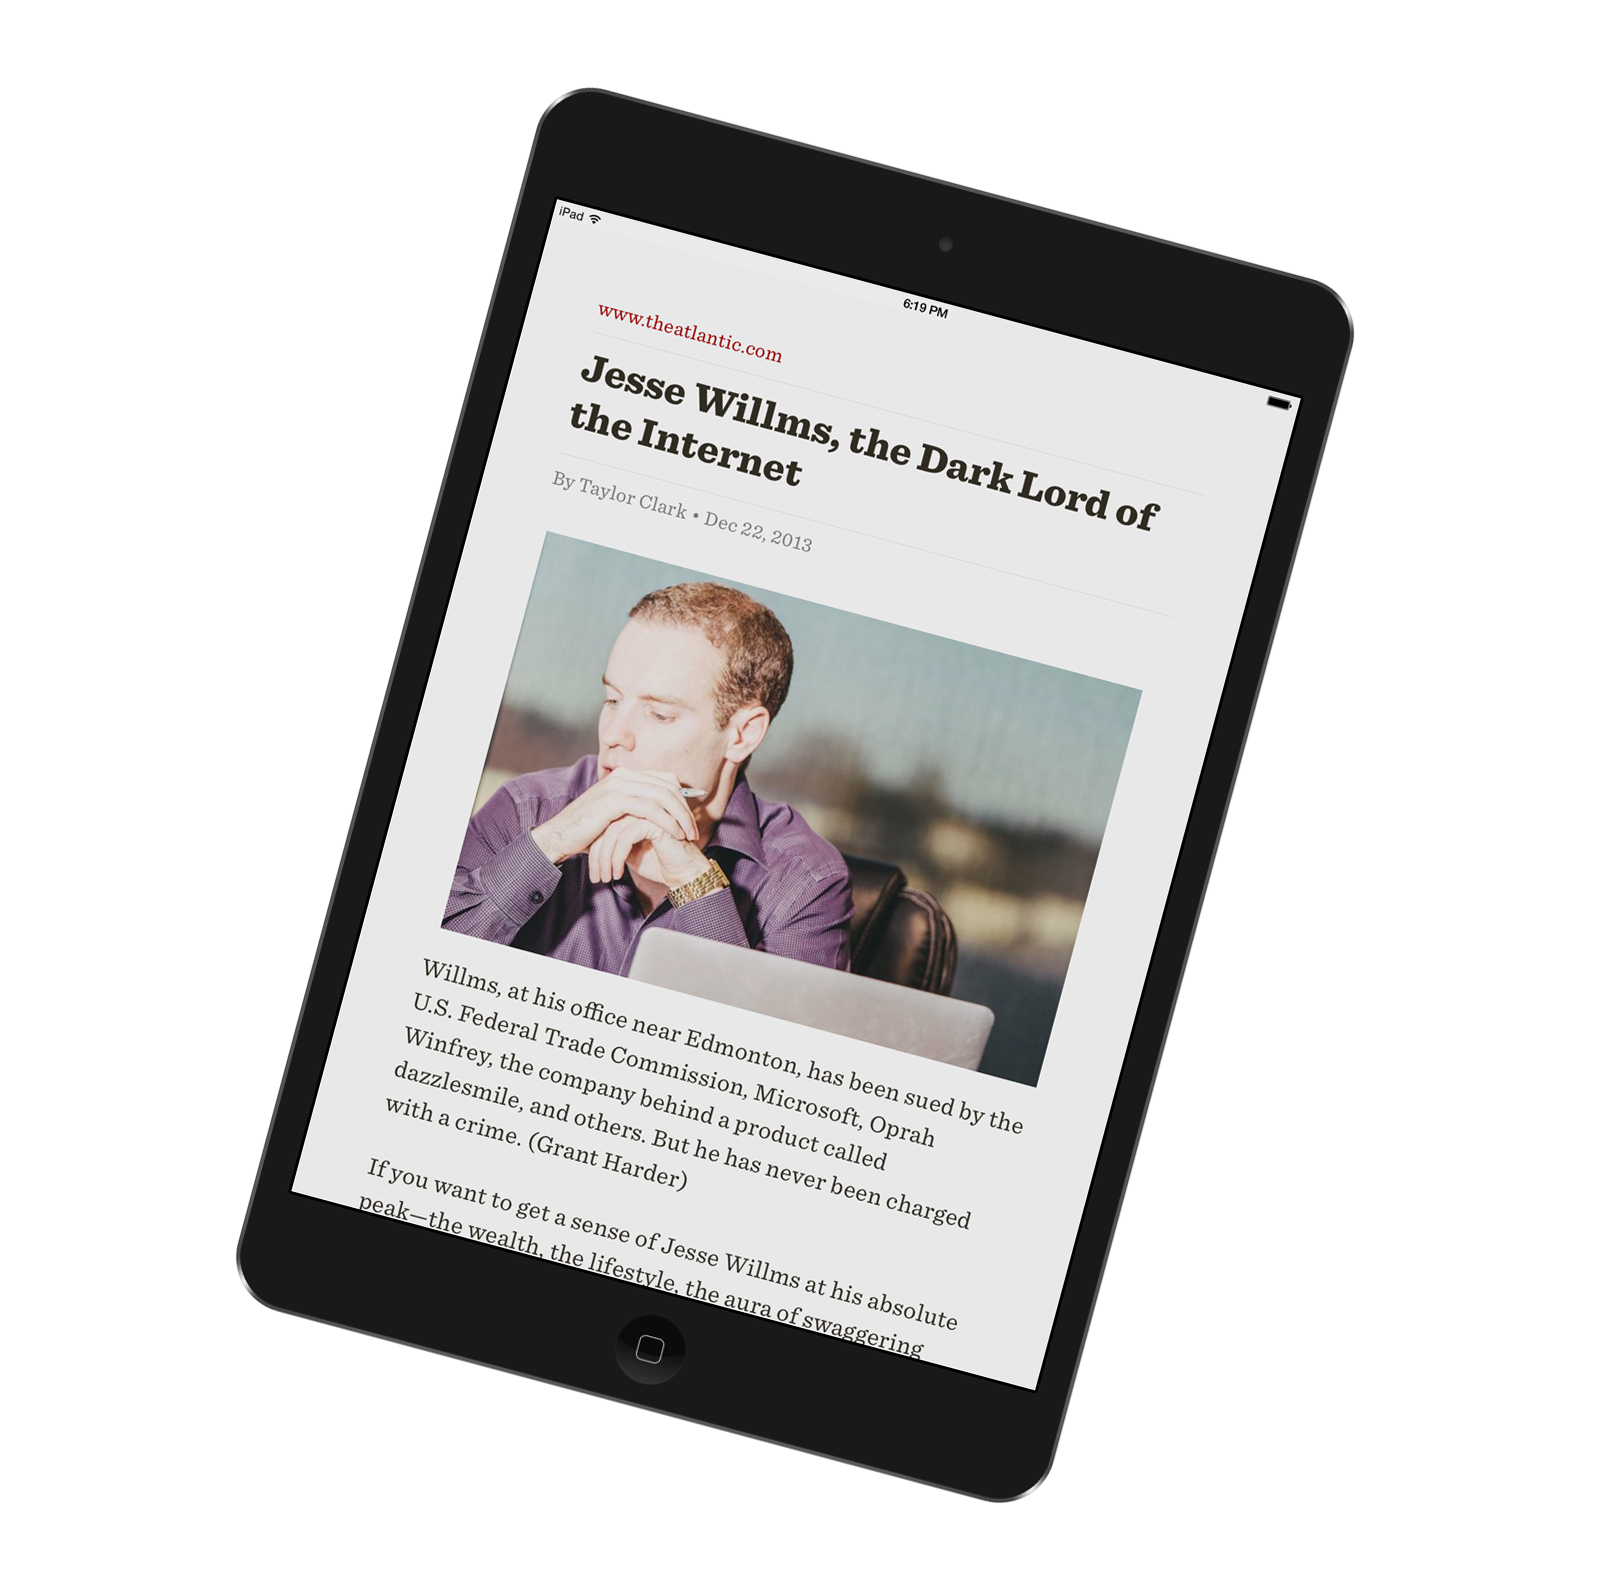 iPad
6:19 PM
www.theatlantic.com
Jesse Willms, the Dark Lord of
the Internet
By Taylor Clark • Dec 22, 2013
Willms, at his office near Edmonton, has been sued by the
U.S. Federal Trade Commission, Microsoft, Oprah
Winfrey, the company behind a product called
dazzlesmile, and others. But he has never been charged
with a crime. (Grant Harder)
If you want to get a sense of Jesse Willms at his absolute
peak—the wealth, the lifestyle, the aura of swaggering